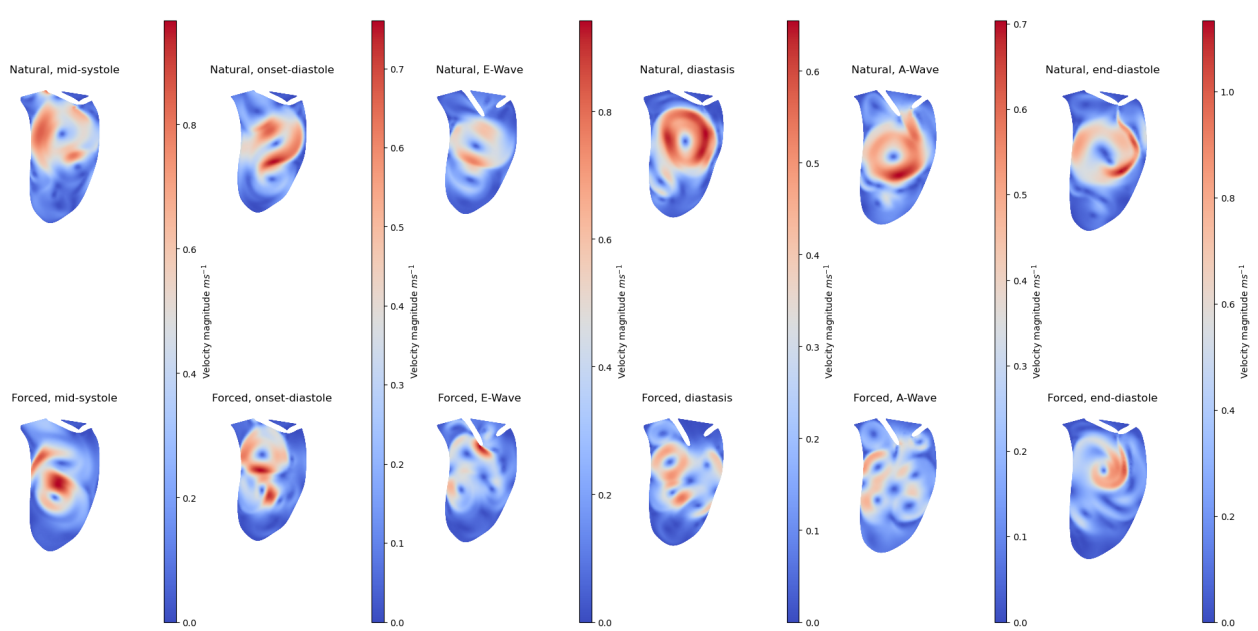 Natural, mid-systole
Natural, onset-diastole
Natural, E-Wave
Natural, diastasis
Natural, A-Wave
Natural, end-diastole
Forced, mid-systole
Forced, onset-diastole
Forced, E-Wave
Forced, diastasis
Forced, A-Wave
Forced, end-diastole
0.8
0.6
0.4
0.2
0.0
Velocity magnitude ms⁻¹
0.7
0.6
0.5
0.4
0.3
0.2
0.1
0.0
Velocity magnitude ms⁻¹
0.8
0.6
0.4
0.2
0.0
Velocity magnitude ms⁻¹
0.6
0.5
0.4
0.3
0.2
0.1
0.0
Velocity magnitude ms⁻¹
0.7
0.6
0.5
0.4
0.3
0.2
0.1
0.0
Velocity magnitude ms⁻¹
1.0
0.8
0.6
0.4
0.2
0.0
Velocity magnitude ms⁻¹